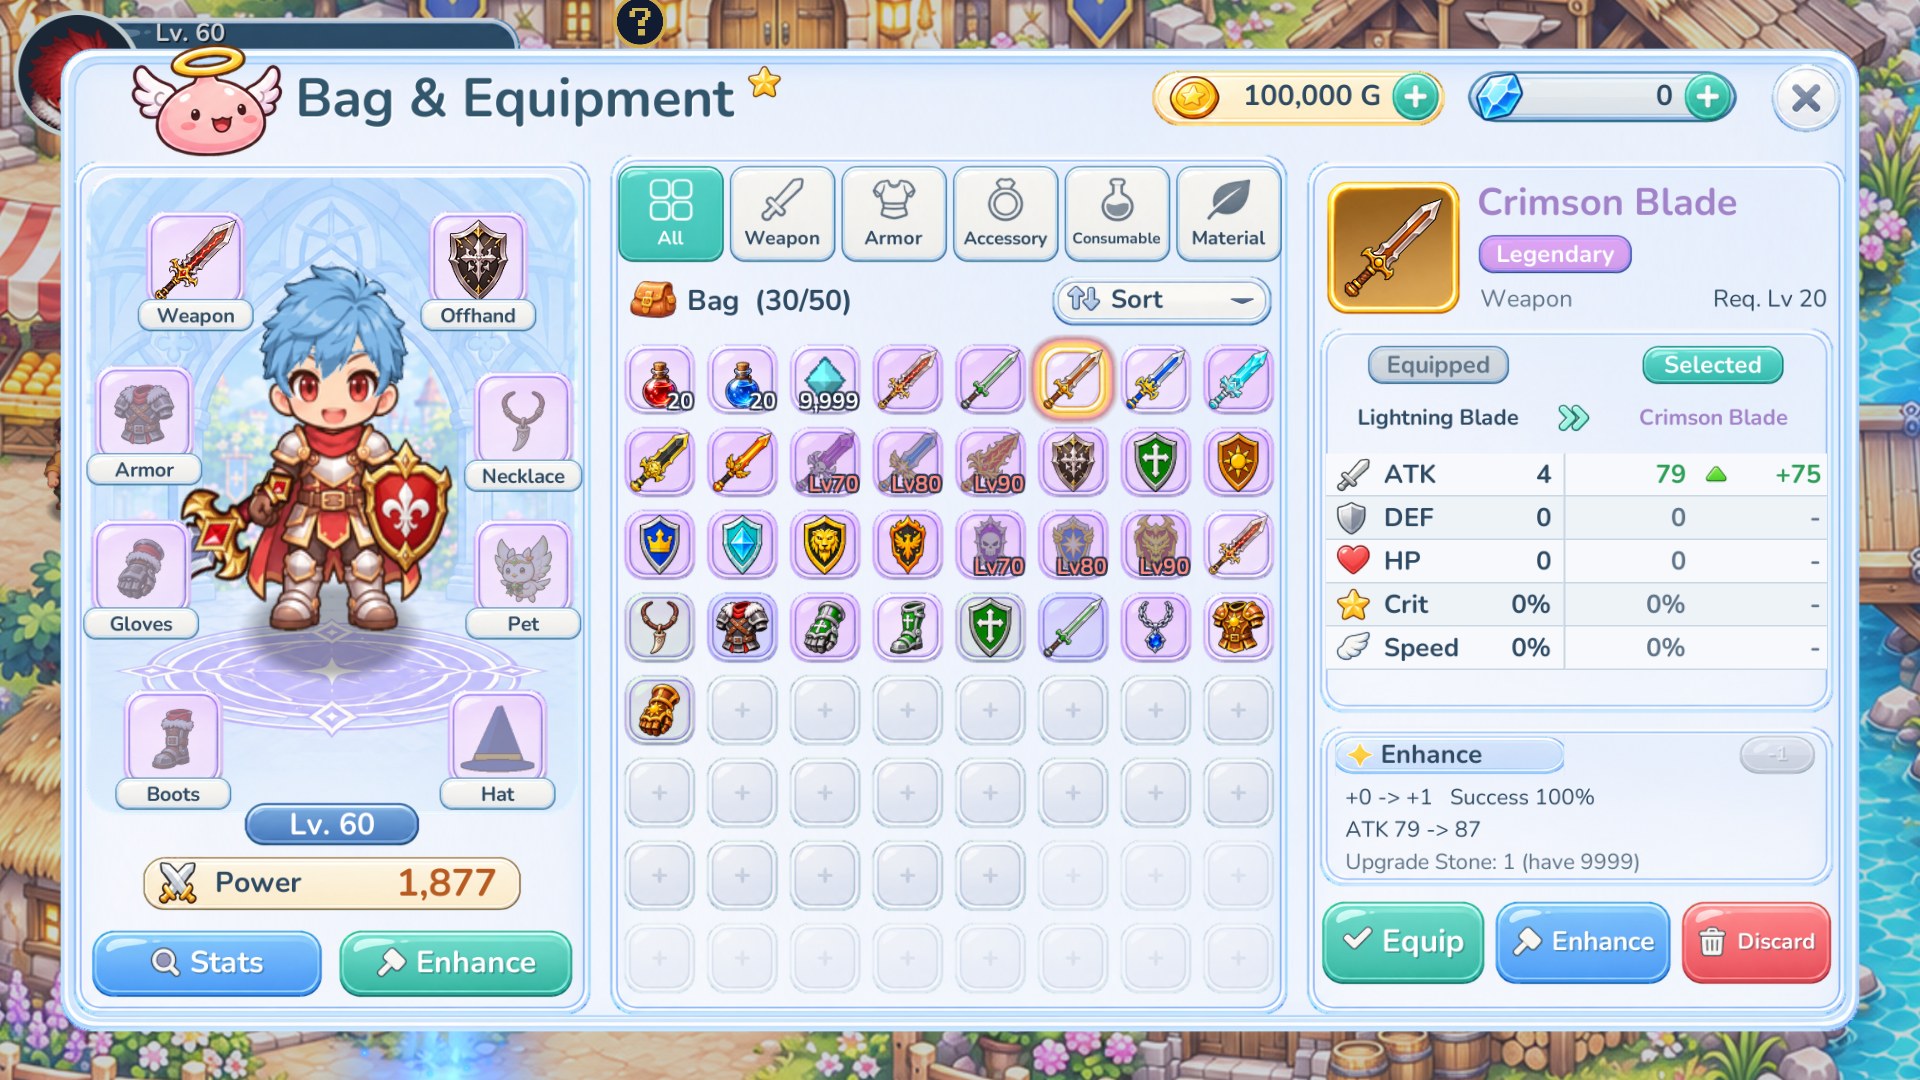 Lv. 60
?
Bag & Equipment
100,000 G
0
Weapon
Offhand
Armor
Necklace
Gloves
Pet
Boots
Hat
Lv. 60
Power 1,877
Stats
Enhance
All
Weapon
Armor
Accessory
Consumable
Material
Bag (30/50)
Sort
20
20
9,999
Lv70
Lv80
Lv90
Lv70
Lv80
Lv90
Crimson Blade
Legendary
Weapon
Req. Lv 20
Equipped
Selected
Lightning Blade
Crimson Blade
ATK 4 79 +75
DEF 0 0 -
HP 0 0 -
Crit 0% 0% -
Speed 0% 0% -
Enhance
-1
+0 -> +1 Success 100%
ATK 79 -> 87
Upgrade Stone: 1 (have 9999)
Equip
Enhance
Discard